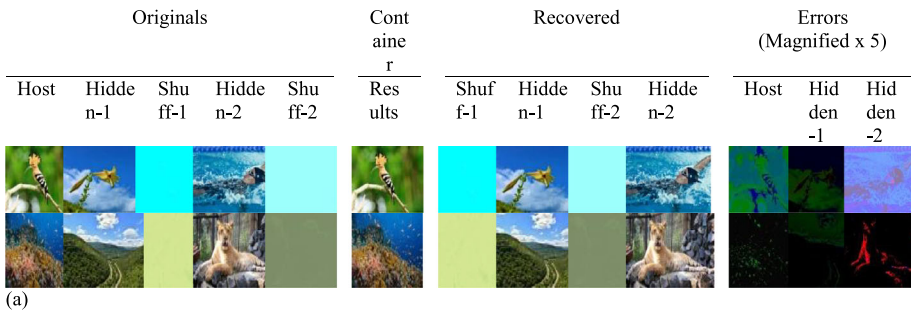 Originals
Cont
aine
r
Recovered
Errors
(Magnified x 5)
Host
Hidde
n-1
Shu
ff-1
Hidde
n-2
Shu
ff-2
Res
ults
Shuf
f-1
Hidde
n-1
Shu
ff-2
Hidde
n-2
Host
Hid
den
-1
Hid
den
-2
(a)